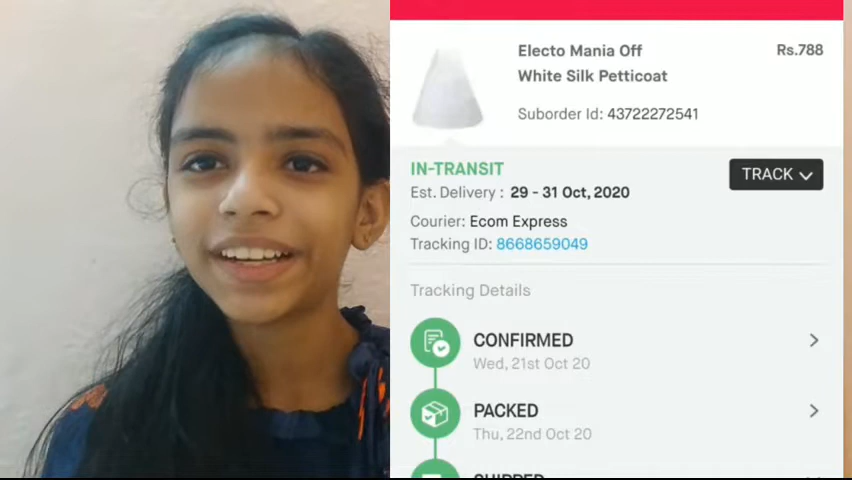 Electo Mania Off
White Silk Petticoat
Rs.788
Suborder Id: 43722272541
IN-TRANSIT
TRACK
Est. Delivery : 29 - 31 Oct, 2020
Courier: Ecom Express
Tracking ID: 8668659049
Tracking Details
CONFIRMED
Wed, 21st Oct 20
PACKED
Thu, 22nd Oct 20
SHIPPED